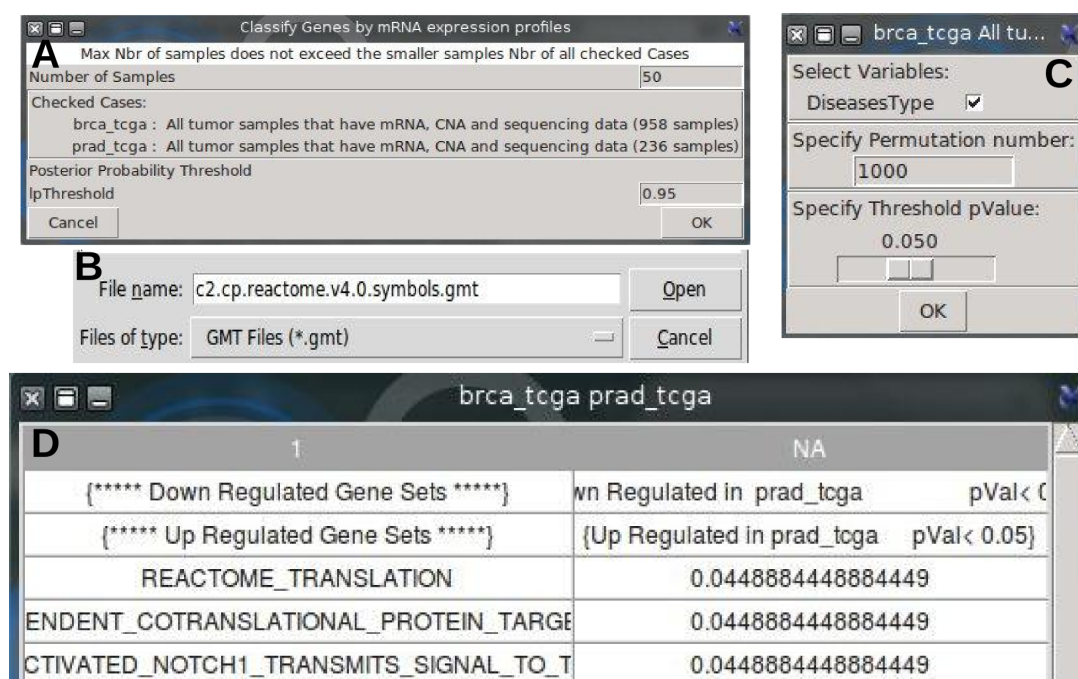 Classify Genes by mRNA expression profiles
A
Max Nbr of samples does not exceed the smaller samples Nbr of all checked Cases
Number of Samples 50
Checked Cases:
brca_tcga : All tumor samples that have mRNA, CNA and sequencing data (958 samples)
prad_tcga : All tumor samples that have mRNA, CNA and sequencing data (236 samples)
Posterior Probability Threshold
lpThreshold 0.95
Cancel OK
B
File name: c2.cp.reactome.v4.0.symbols.gmt Open
Files of type: GMT Files (*.gmt) Cancel
brca_tcga All tu...
C
Select Variables:
DiseasesType
Specify Permutation number:
1000
Specify Threshold pValue:
0.050
OK
brca_tcga prad_tcga
D
1 NA
{***** Down Regulated Gene Sets *****} wn Regulated in prad_tcga pVal< 0
{***** Up Regulated Gene Sets *****} {Up Regulated in prad_tcga pVal< 0.05}
REACTOME_TRANSLATION 0.0448884448884449
ENDENT_COTRANSLATIONAL_PROTEIN_TARGE 0.0448884448884449
CTIVATED_NOTCH1_TRANSMITS_SIGNAL_TO_T 0.0448884448884449